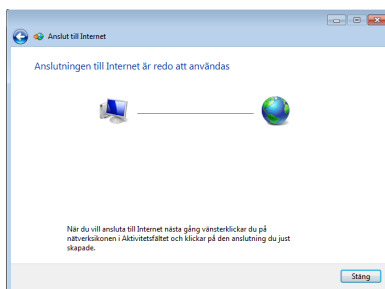 Anslut till Internet
Anslutningen till Internet är redo att användas
När du vill ansluta till Internet nästa gång vänsterklickar du på
nätverksikonen i Aktivitetsfältet och klickar på den anslutning du just
skapade.
Stäng